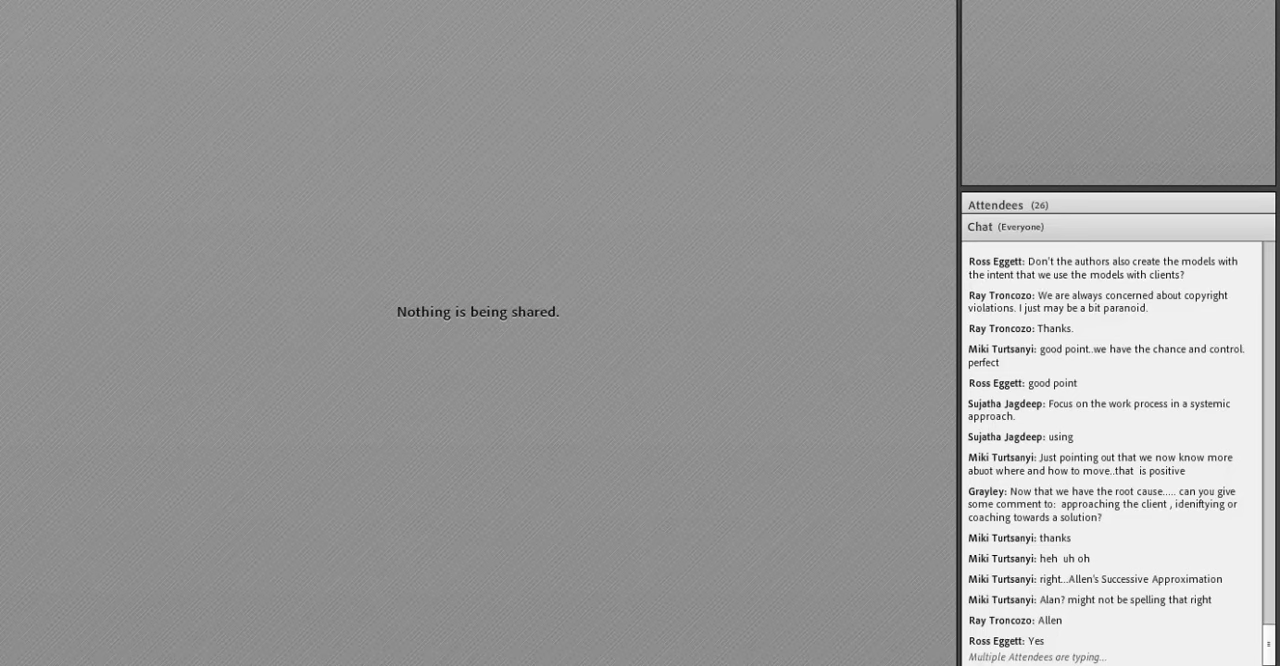 Nothing is being shared.
Attendees (26)
Chat (Everyone)
Ross Eggett: Don't the authors also create the models with
the intent that we use the models with clients?
Ray Troncozo: We are always concerned about copyright
violations. I just may be a bit paranoid.
Ray Troncozo: Thanks.
Miki Turtsanyi: good point..we have the chance and control.
perfect
Ross Eggett: good point
Sujatha Jagdeep: Focus on the work process in a systemic
approach.
Sujatha Jagdeep: using
Miki Turtsanyi: Just pointing out that we now know more
abuot where and how to move..that is positive
Grayley: Now that we have the root cause..... can you give
some comment to: approaching the client , ideniftying or
coaching towards a solution?
Miki Turtsanyi: thanks
Miki Turtsanyi: heh uh oh
Miki Turtsanyi: right...Allen's Successive Approximation
Miki Turtsanyi: Alan? might not be spelling that right
Ray Troncozo: Allen
Ross Eggett: Yes
Multiple Attendees are typing...